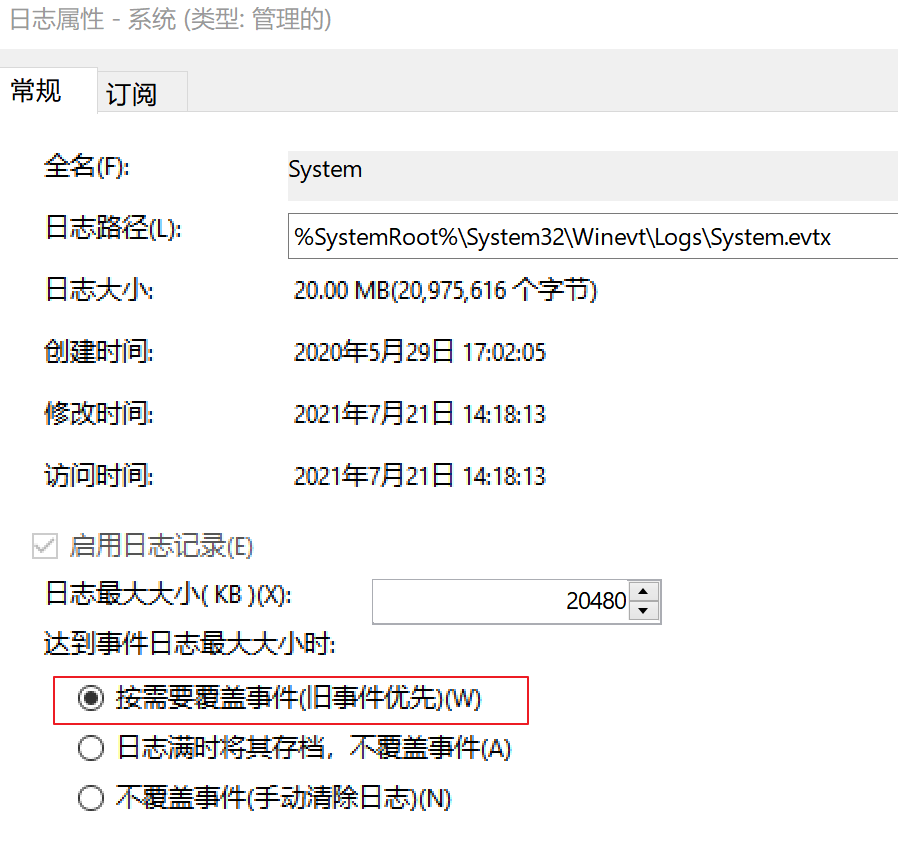 日志属性 - 系统 (类型: 管理的)
常规 订阅
全名(F): System
日志路径(L): %SystemRoot%\System32\Winevt\Logs\System.evtx
日志大小: 20.00 MB(20,975,616 个字节)
创建时间: 2020年5月29日 17:02:05
修改时间: 2021年7月21日 14:18:13
访问时间: 2021年7月21日 14:18:13
启用日志记录(E)
日志最大大小( KB )(X): 20480
达到事件日志最大大小时:
按需要覆盖事件(旧事件优先)(W)
日志满时将其存档，不覆盖事件(A)
不覆盖事件(手动清除日志)(N)